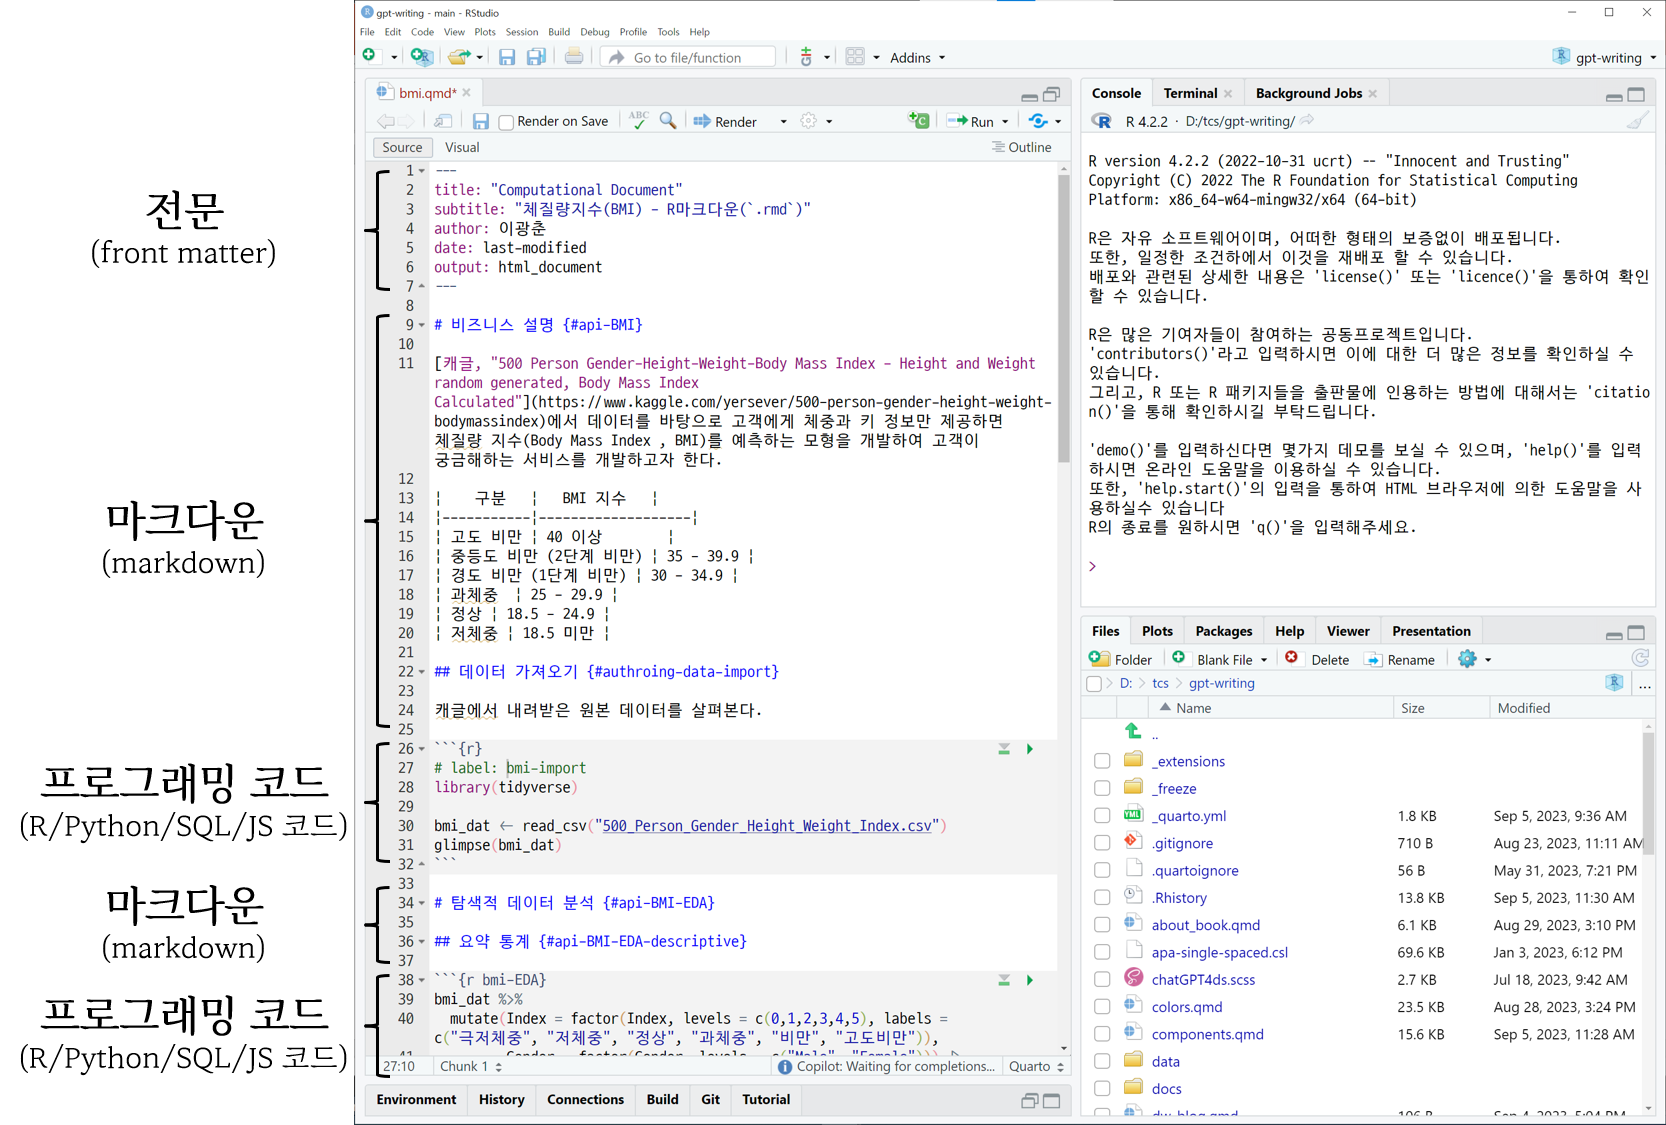 전문
(front matter)
마크다운
(markdown)
프로그래밍 코드
(R/Python/SQL/JS 코드)
마크다운
(markdown)
프로그래밍 코드
(R/Python/SQL/JS 코드)
gpt-writing - main - RStudio
File Edit Code View Plots Session Build Debug Profile Tools Help
Go to file/function Addins gpt-writing
bmi.qmd*
Render on Save ABC Render Run
Source Visual Outline
1 ---
2 title: "Computational Document"
3 subtitle: "체질량지수(BMI) - R마크다운(`.rmd`)"
4 author: 이광춘
5 date: last-modified
6 output: html_document
7 ---
8
9 # 비즈니스 설명 {#api-BMI}
10
11 [캐글, "500 Person Gender-Height-Weight-Body Mass Index - Height and Weight
random generated, Body Mass Index
Calculated"](https://www.kaggle.com/yersever/500-person-gender-height-weight-
bodymassindex)에서 데이터를 바탕으로 고객에게 체중과 키 정보만 제공하면
체질량 지수(Body Mass Index , BMI)를 예측하는 모형을 개발하여 고객이
궁금해하는 서비스를 개발하고자 한다.
12
13 | 구분 | BMI 지수 |
14 |-----------|-------------------|
15 | 고도 비만 | 40 이상 |
16 | 중등도 비만 (2단계 비만) | 35 - 39.9 |
17 | 경도 비만 (1단계 비만) | 30 - 34.9 |
18 | 과체중 | 25 - 29.9 |
19 | 정상 | 18.5 - 24.9 |
20 | 저체중 | 18.5 미만 |
21
22 ## 데이터 가져오기 {#authroing-data-import}
23
24 캐글에서 내려받은 원본 데이터를 살펴본다.
25
26 ```{r}
27 # label: bmi-import
28 library(tidyverse)
29
30 bmi_dat <- read_csv("500_Person_Gender_Height_Weight_Index.csv")
31 glimpse(bmi_dat)
32 ```
33
34 # 탐색적 데이터 분석 {#api-BMI-EDA}
35
36 ## 요약 통계 {#api-BMI-EDA-descriptive}
37
38 ```{r bmi-EDA}
39 bmi_dat %>%
40 mutate(Index = factor(Index, levels = c(0,1,2,3,4,5), labels =
c("극저체중", "저체중", "정상", "과체중", "비만", "고도비만")),
41 Gender = factor(Gender, levels = c("Male", "Female"))) %>%
27:10 Chunk 1 Copilot: Waiting for completions... Quarto
Environment History Connections Build Git Tutorial
Console Terminal Background Jobs
R 4.2.2 · D:/tcs/gpt-writing/
R version 4.2.2 (2022-10-31 ucrt) -- "Innocent and Trusting"
Copyright (C) 2022 The R Foundation for Statistical Computing
Platform: x86_64-w64-mingw32/x64 (64-bit)
R은 자유 소프트웨어이며, 어떠한 형태의 보증없이 배포됩니다.
또한, 일정한 조건하에서 이것을 재배포 할 수 있습니다.
배포와 관련된 상세한 내용은 'license()' 또는 'licence()'을 통하여 확인
할 수 있습니다.
R은 많은 기여자들이 참여하는 공동프로젝트입니다.
'contributors()'라고 입력하시면 이에 대한 더 많은 정보를 확인하실 수
있습니다.
그리고, R 또는 R 패키지들을 출판물에 인용하는 방법에 대해서는 'citatio
n()'을 통해 확인하시길 부탁드립니다.
'demo()'를 입력하신다면 몇가지 데모를 보실 수 있으며, 'help()'를 입력
하시면 온라인 도움말을 이용하실 수 있습니다.
또한, 'help.start()'의 입력을 통하여 HTML 브라우저에 의한 도움말을 사
용하실수 있습니다
R의 종료를 원하시면 'q()'을 입력해주세요.
>
Files Plots Packages Help Viewer Presentation
Folder Blank File Delete Rename
D: tcs gpt-writing ...
Name Size Modified
..
_extensions
_freeze
_quarto.yml 1.8 KB Sep 5, 2023, 9:36 AM
.gitignore 710 B Aug 23, 2023, 11:11 AM
.quartoignore 56 B May 31, 2023, 7:21 PM
.Rhistory 13.8 KB Sep 5, 2023, 11:30 AM
about_book.qmd 6.1 KB Aug 29, 2023, 3:10 PM
apa-single-spaced.csl 69.6 KB Jan 3, 2023, 6:12 PM
chatGPT4ds.scss 2.7 KB Jul 18, 2023, 9:42 AM
colors.qmd 23.5 KB Aug 28, 2023, 3:24 PM
components.qmd 15.6 KB Sep 5, 2023, 11:28 AM
data
docs
dw_blog.qmd 106 B Sep 4, 2023, 5:04 PM